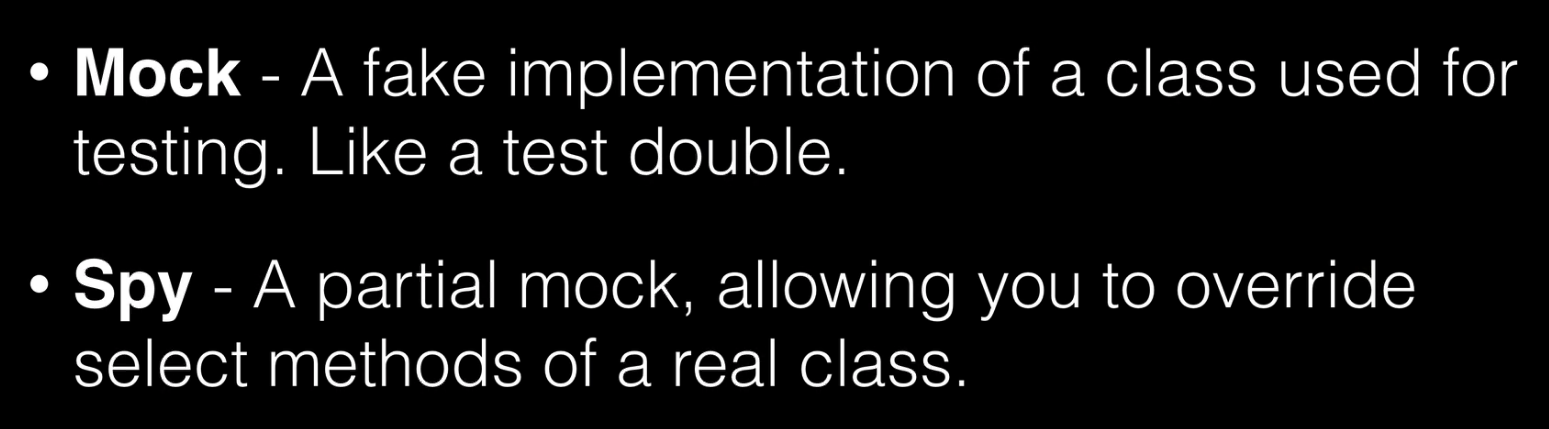 • Mock - A fake implementation of a class used for
testing. Like a test double.
• Spy - A partial mock, allowing you to override
select methods of a real class.